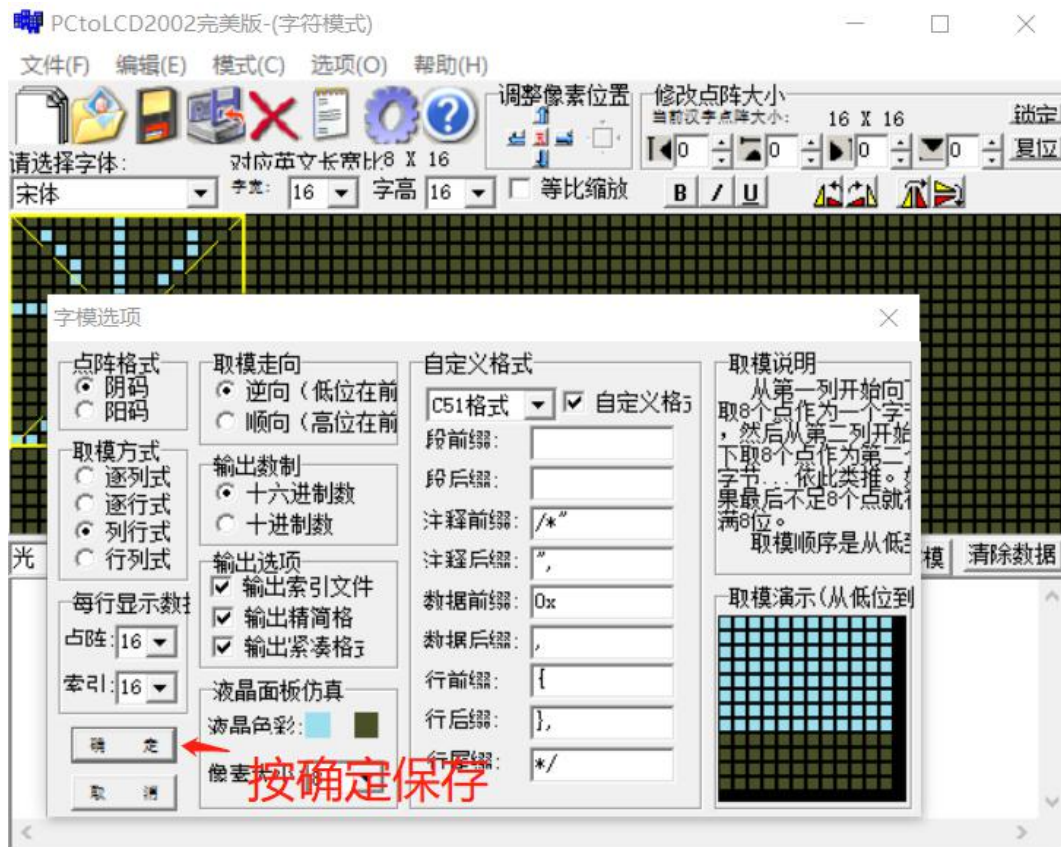 PCtoLCD2002完美版-(字符模式)
文件(F) 编辑(E) 模式(C) 选项(O) 帮助(H)
调整像素位置
修改点阵大小
当前汉字点阵大小: 16 X 16
锁定
0 0 0 0 复位
请选择字体: 对应英文长宽比8 X 16
宋体 字宽: 16 字高 16 等比缩放 B / U
字模选项
点阵格式
阴码
阳码
取模方式
逐列式
逐行式
列行式
行列式
每行显示数
点阵: 16
索引: 16
确 定
取 消
取模走向
逆向(低位在前
顺向(高位在前
输出数制
十六进制数
十进制数
输出选项
输出索引文件
输出精简格
输出紧凑格
液晶面板仿真
液晶色彩:
像素大小: 8
自定义格式
C51格式 自定义格
段前缀:
段后缀:
注释前缀: /*"
注释后缀: ",
数据前缀: 0x
数据后缀: ,
行前缀: {
行后缀: },
行尾缀: */
取模说明
从第一列开始向
取8个点作为一个字
,然后从第二列开始
下取8个点作为第二
字节...依此类推。
果最后不足8个点就
满8位。
取模顺序是从低
取模演示(从低位到
光
模 清除数据
按确定保存